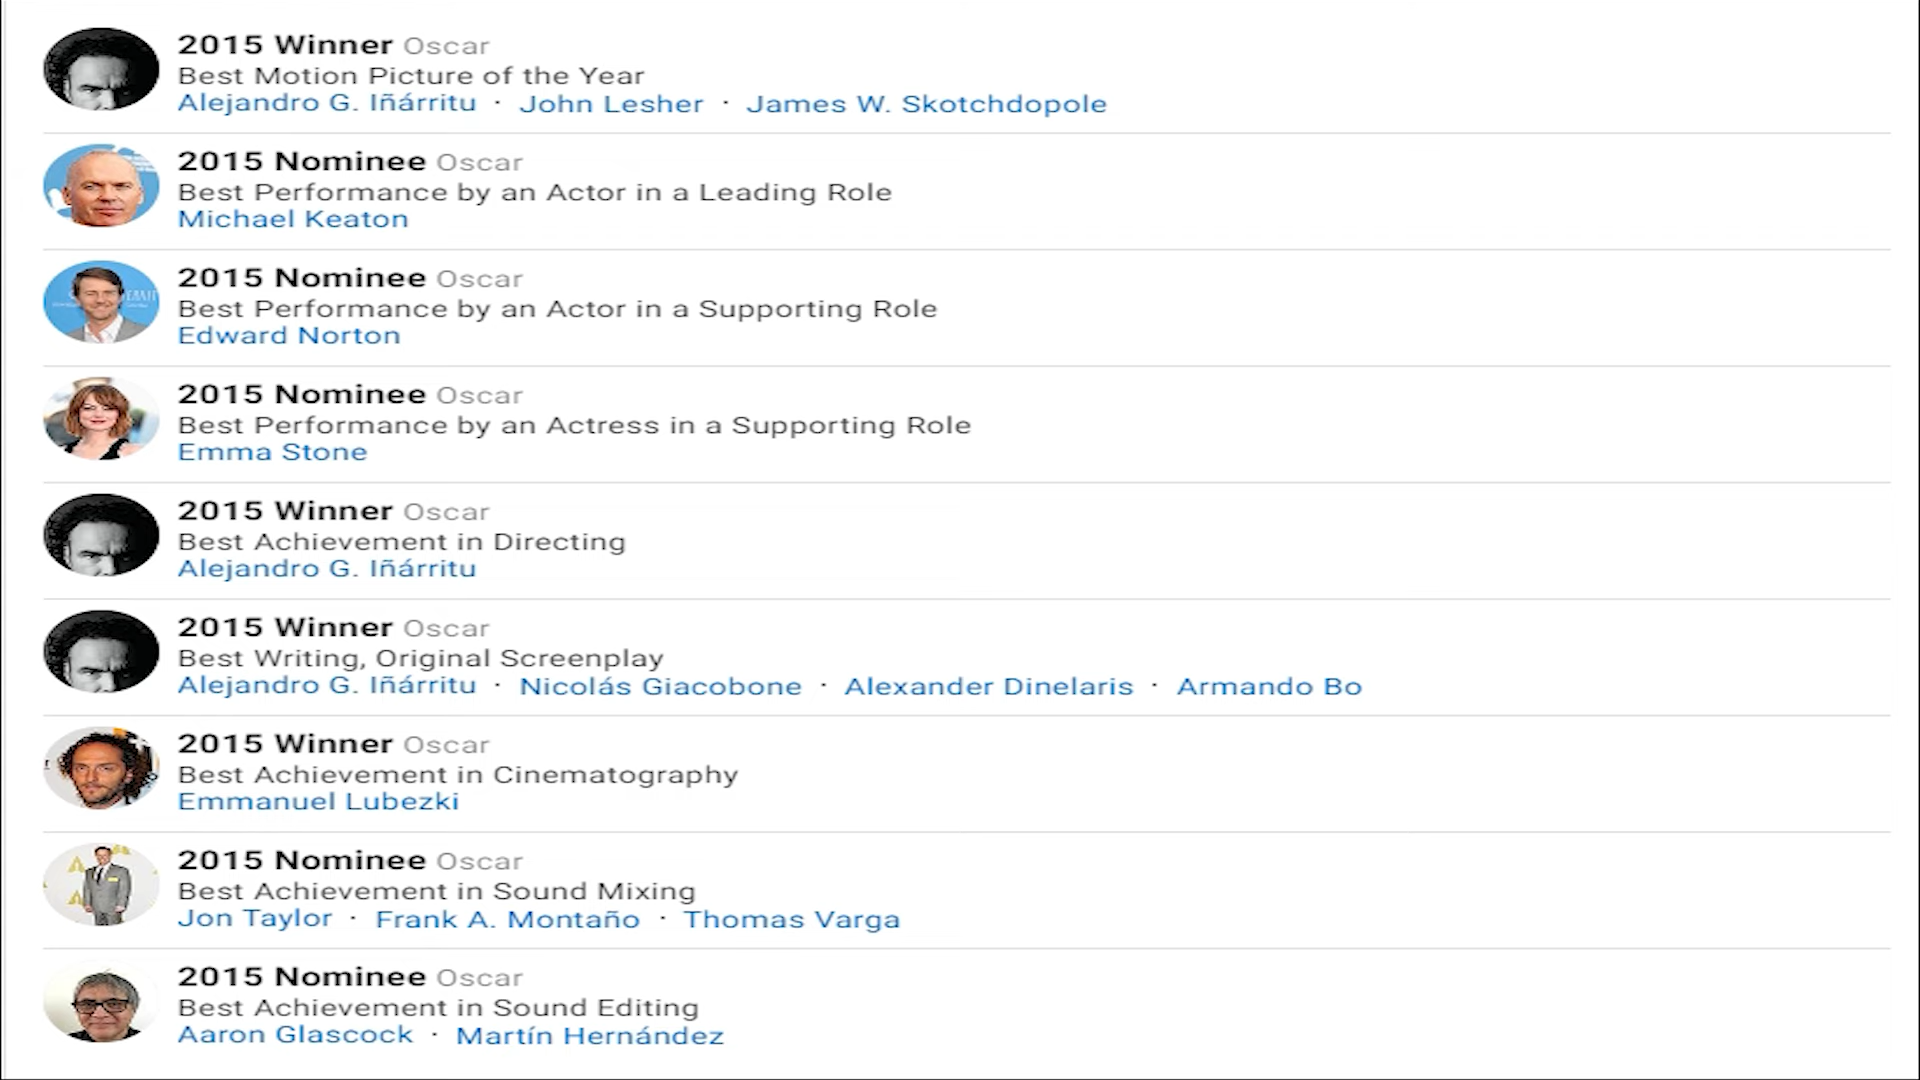 2015 Winner Oscar
Best Motion Picture of the Year
Alejandro G. Iñárritu · John Lesher · James W. Skotchdopole
2015 Nominee Oscar
Best Performance by an Actor in a Leading Role
Michael Keaton
2015 Nominee Oscar
Best Performance by an Actor in a Supporting Role
Edward Norton
2015 Nominee Oscar
Best Performance by an Actress in a Supporting Role
Emma Stone
2015 Winner Oscar
Best Achievement in Directing
Alejandro G. Iñárritu
2015 Winner Oscar
Best Writing, Original Screenplay
Alejandro G. Iñárritu · Nicolás Giacobone · Alexander Dinelaris · Armando Bo
2015 Winner Oscar
Best Achievement in Cinematography
Emmanuel Lubezki
2015 Nominee Oscar
Best Achievement in Sound Mixing
Jon Taylor · Frank A. Montaño · Thomas Varga
2015 Nominee Oscar
Best Achievement in Sound Editing
Aaron Glascock · Martín Hernández